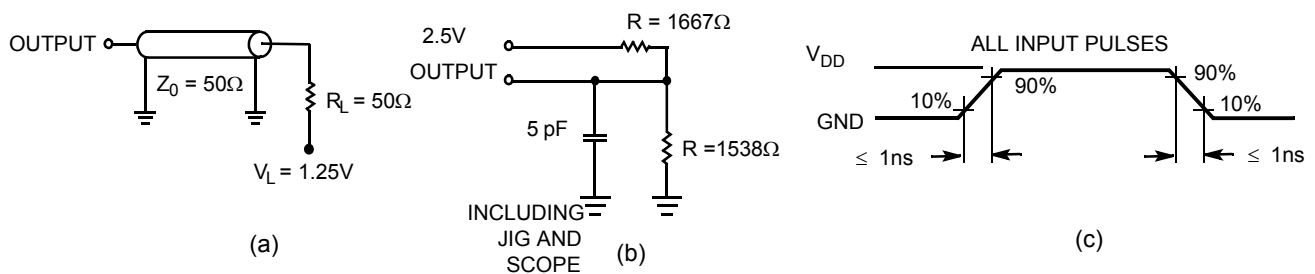 OUTPUT
Z0 = 50Ω
RL = 50Ω
VL = 1.25V
(a)
R = 1667Ω
2.5V
OUTPUT
5 pF
R =1538Ω
INCLUDING
JIG AND
SCOPE
(b)
ALL INPUT PULSES
VDD
90%
90%
10%
10%
GND
≤ 1ns
≤ 1ns
(c)